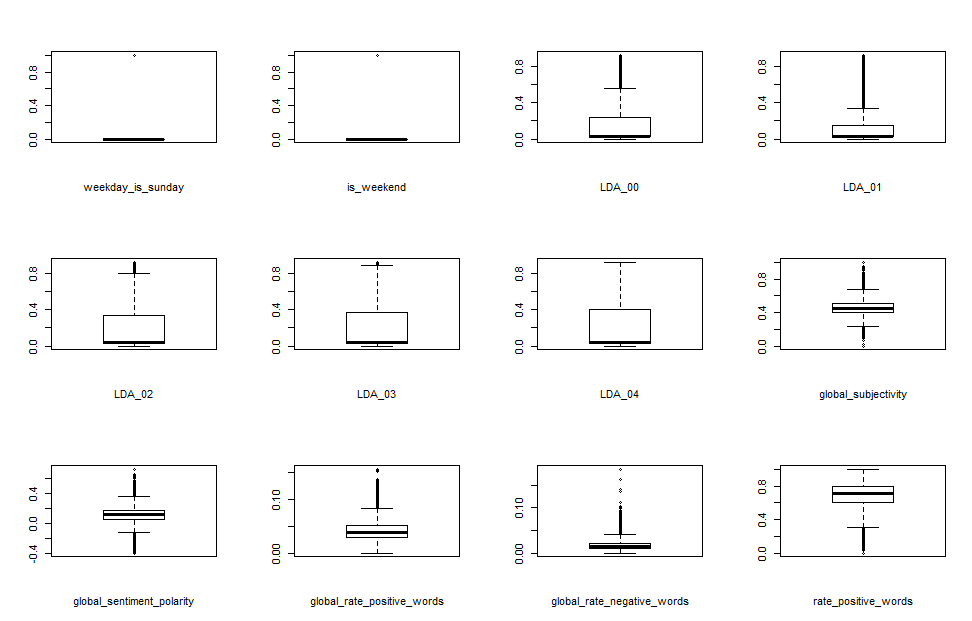 0.0 0.4 0.8
weekday_is_sunday
0.0 0.4 0.8
is_weekend
0.0 0.4 0.8
LDA_00
0.0 0.4 0.8
LDA_01
0.0 0.4 0.8
LDA_02
0.0 0.4 0.8
LDA_03
0.0 0.4 0.8
LDA_04
0.0 0.4 0.8
global_subjectivity
-0.4 0.0 0.4
global_sentiment_polarity
0.00 0.10
global_rate_positive_words
0.00 0.10
global_rate_negative_words
0.0 0.4 0.8
rate_positive_words